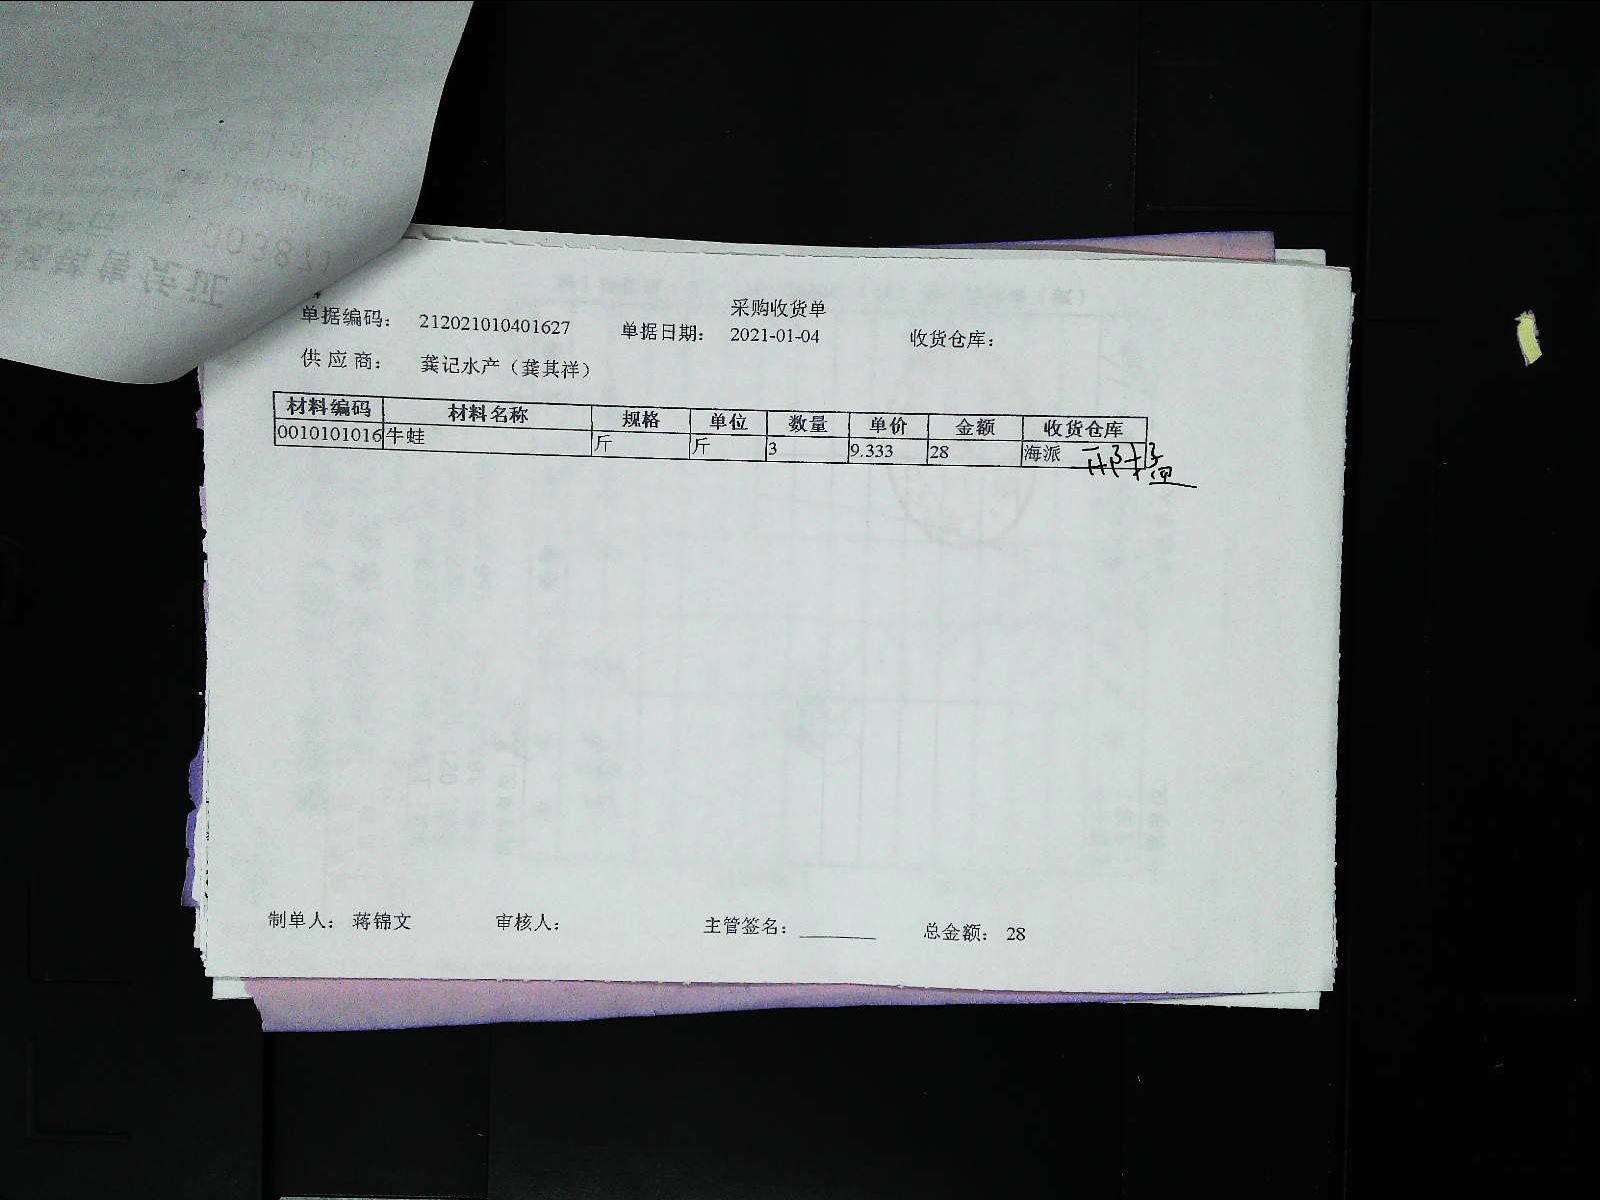 采购收货单
单据编码： 212021010401627 单据日期： 2021-01-04 收货仓库：
供 应 商： 龚记水产（龚其祥）
材料编码 材料名称 规格 单位 数量 单价 金额 收货仓库
0010101016 牛蛙 斤 斤 3 9.333 28 海派
制单人： 蒋锦文 审核人： 主管签名： ________ 总金额： 28